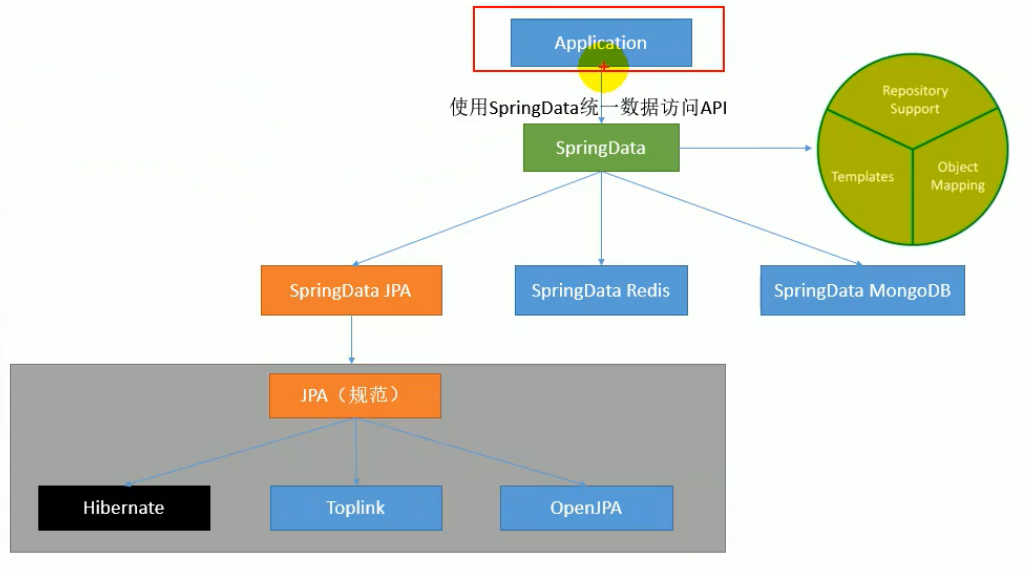 Application
使用SpringData统一数据访问API
SpringData
Repository
Support
Templates
Object
Mapping
SpringData JPA
SpringData Redis
SpringData MongoDB
JPA（规范）
Hibernate
Toplink
OpenJPA